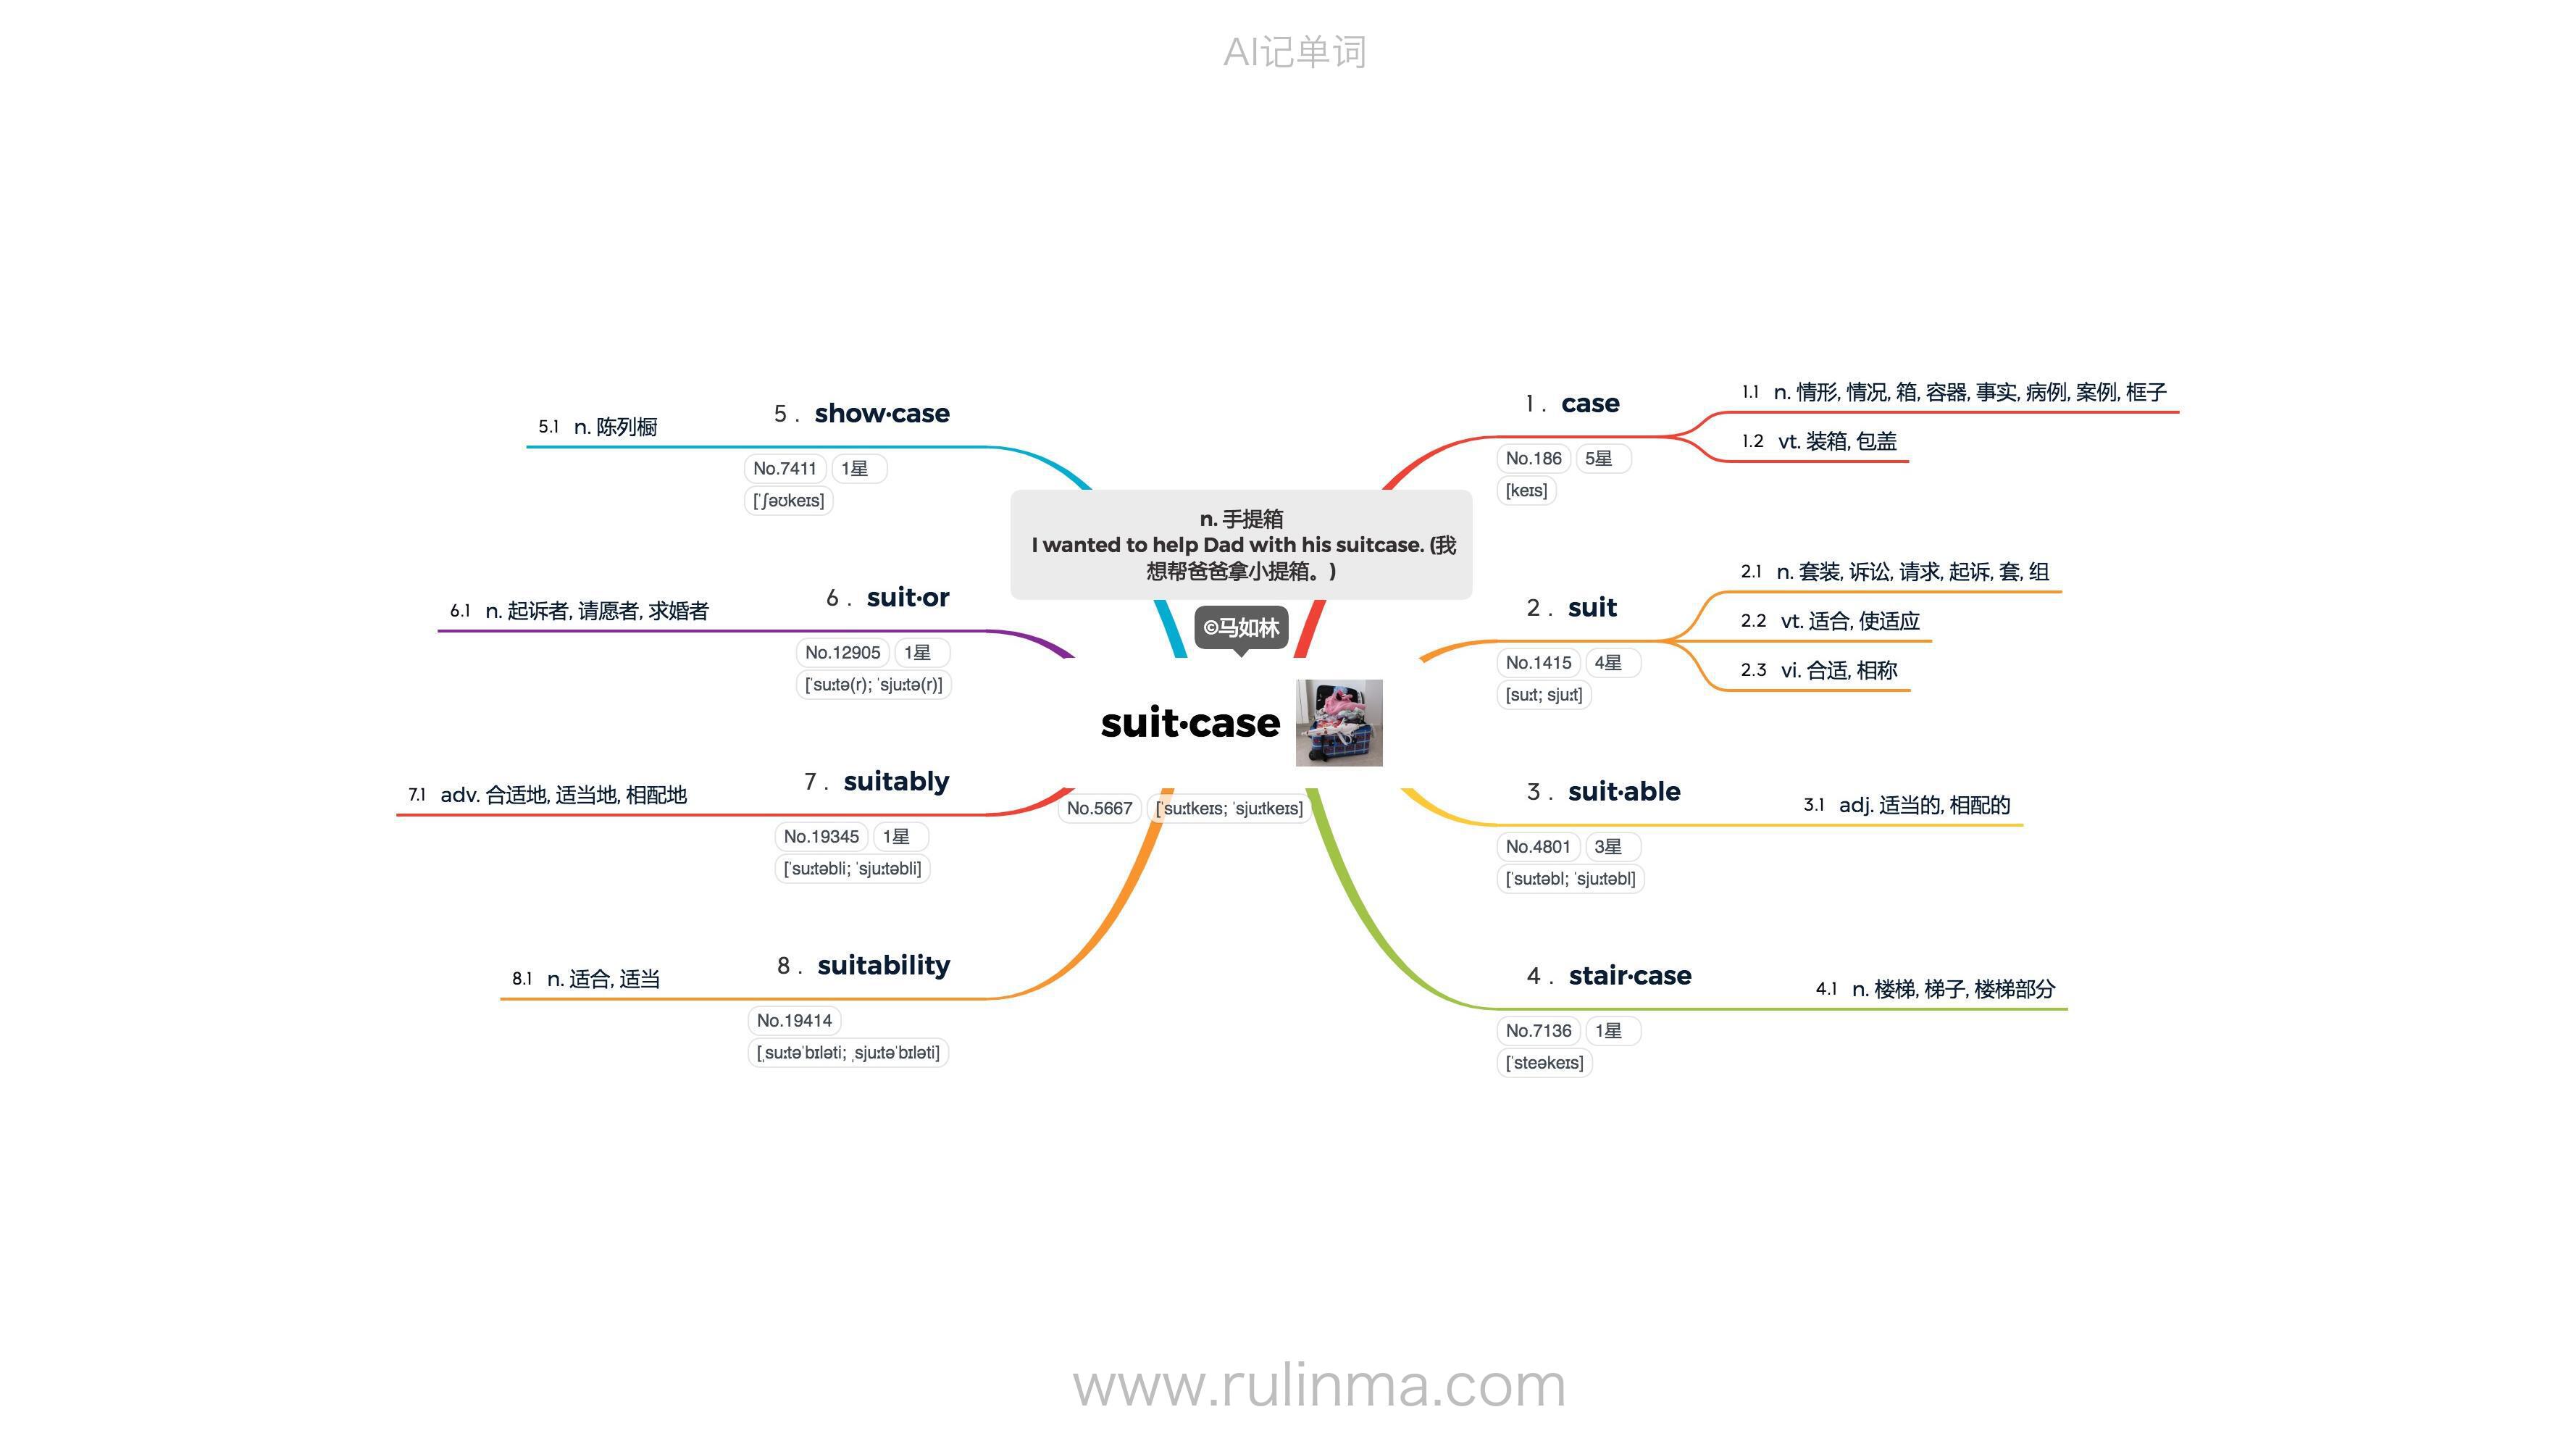 AI记单词
n. 手提箱
I wanted to help Dad with his suitcase. (我
想帮爸爸拿小提箱。)
©马如林
suit·case
No.5667 [ˈsuːtkeɪs; ˈsjuːtkeɪs]
1 . case
No.186 5星
[keɪs]
1.1 n. 情形, 情况, 箱, 容器, 事实, 病例, 案例, 框子
1.2 vt. 装箱, 包盖
2 . suit
No.1415 4星
[suːt; sjuːt]
2.1 n. 套装, 诉讼, 请求, 起诉, 套, 组
2.2 vt. 适合, 使适应
2.3 vi. 合适, 相称
3 . suit·able
No.4801 3星
[ˈsuːtəbl; ˈsjuːtəbl]
3.1 adj. 适当的, 相配的
4 . stair·case
No.7136 1星
[ˈsteəkeɪs]
4.1 n. 楼梯, 梯子, 楼梯部分
5 . show·case
No.7411 1星
[ˈʃəʊkeɪs]
5.1 n. 陈列橱
6 . suit·or
No.12905 1星
[ˈsuːtə(r); ˈsjuːtə(r)]
6.1 n. 起诉者, 请愿者, 求婚者
7 . suitably
No.19345 1星
[ˈsuːtəbli; ˈsjuːtəbli]
7.1 adv. 合适地, 适当地, 相配地
8 . suitability
No.19414
[ˌsuːtəˈbɪləti; ˌsjuːtəˈbɪləti]
8.1 n. 适合, 适当
www.rulinma.com